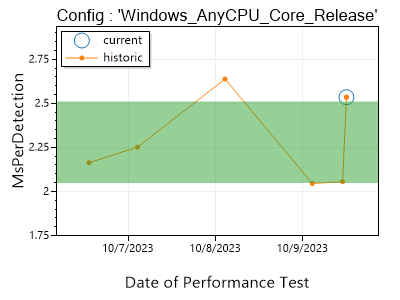 Config : 'Windows_AnyCPU_Core_Release'
current
historic
2.75
2.5
2.25
2
1.75
MsPerDetection
10/7/2023
10/8/2023
10/9/2023
Date of Performance Test